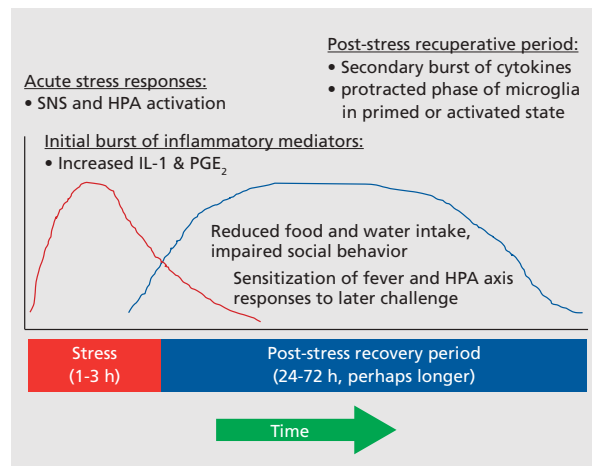 Post-stress recuperative period:
• Secondary burst of cytokines
• protracted phase of microglia
in primed or activated state
Acute stress responses:
• SNS and HPA activation
Initial burst of inflammatory mediators:
• Increased IL-1 & PGE₂
Reduced food and water intake,
impaired social behavior
Sensitization of fever and HPA axis
responses to later challenge
Stress
(1-3 h)
Post-stress recovery period
(24-72 h, perhaps longer)
Time